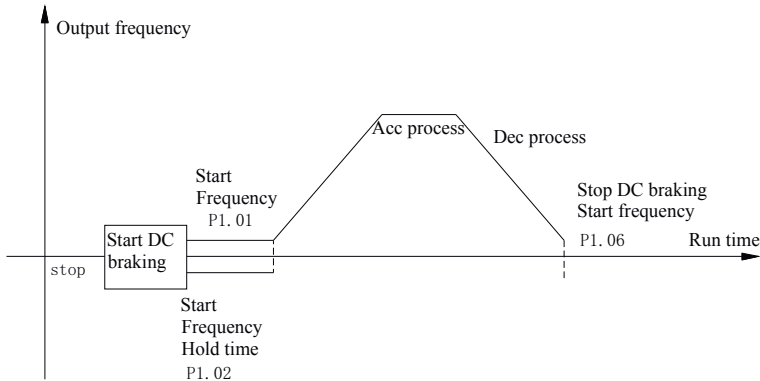 Output frequency
Acc process
Dec process
Start
Frequency
P1.01
Stop DC braking
Start frequency
P1.06
Run time
Start DC
braking
stop
Start
Frequency
Hold time
P1.02